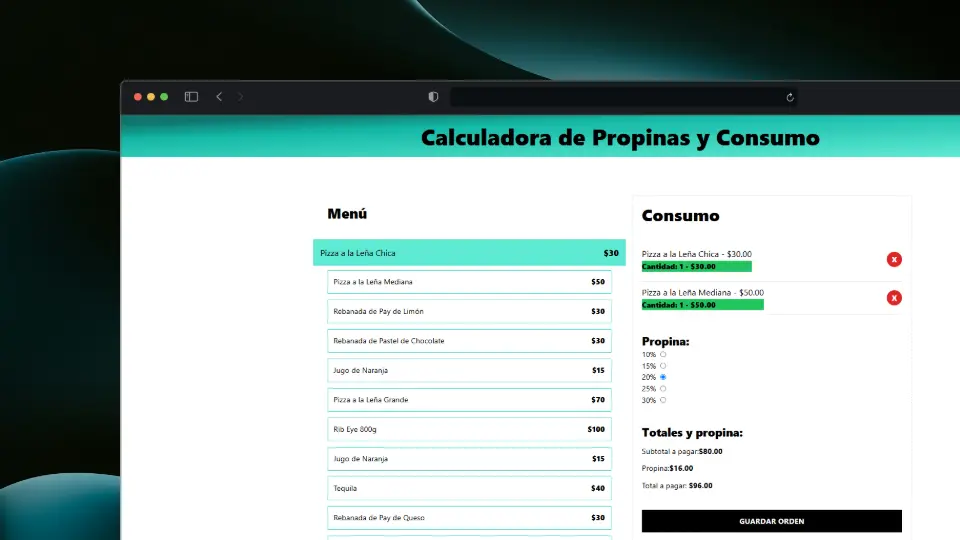 Calculadora de Propinas y Consumo
Menú
Pizza a la Leña Chica $30
Pizza a la Leña Mediana $50
Rebanada de Pay de Limón $30
Rebanada de Pastel de Chocolate $30
Jugo de Naranja $15
Pizza a la Leña Grande $70
Rib Eye 800g $100
Jugo de Naranja $15
Tequila $40
Rebanada de Pay de Queso $30
Consumo
Pizza a la Leña Chica - $30.00
Cantidad: 1 - $30.00
X
Pizza a la Leña Mediana - $50.00
Cantidad: 1 - $50.00
X
Propina:
10%
15%
20%
25%
30%
Totales y propina:
Subtotal a pagar:$80.00
Propina:$16.00
Total a pagar: $96.00
GUARDAR ORDEN